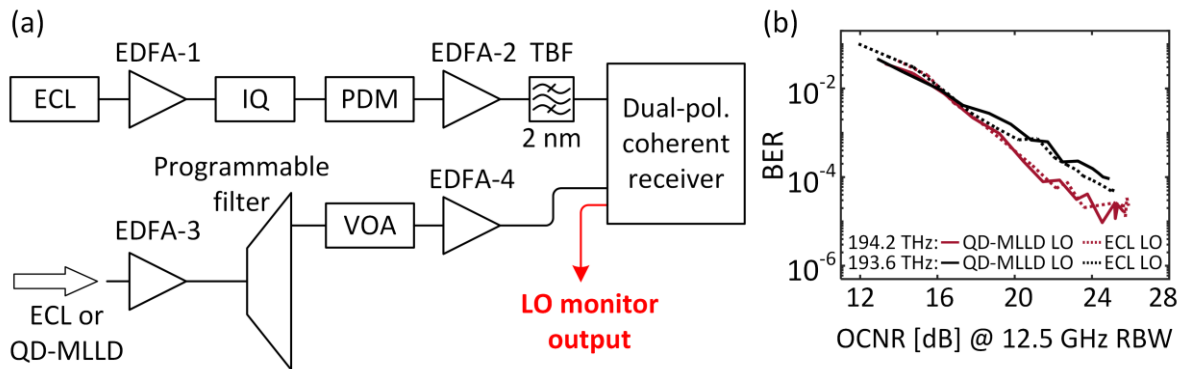 (a)
EDFA-1
EDFA-2
TBF
ECL
IQ
PDM
2 nm
Dual-pol.
coherent
receiver
Programmable
filter
EDFA-3
VOA
EDFA-4
ECL or
QD-MLLD
LO monitor
output
(b)
BER
10-2
10-4
10-6
194.2 THz: QD-MLLD LO ECL LO
193.6 THz: QD-MLLD LO ECL LO
12 16 20 24 28
OCNR [dB] @ 12.5 GHz RBW